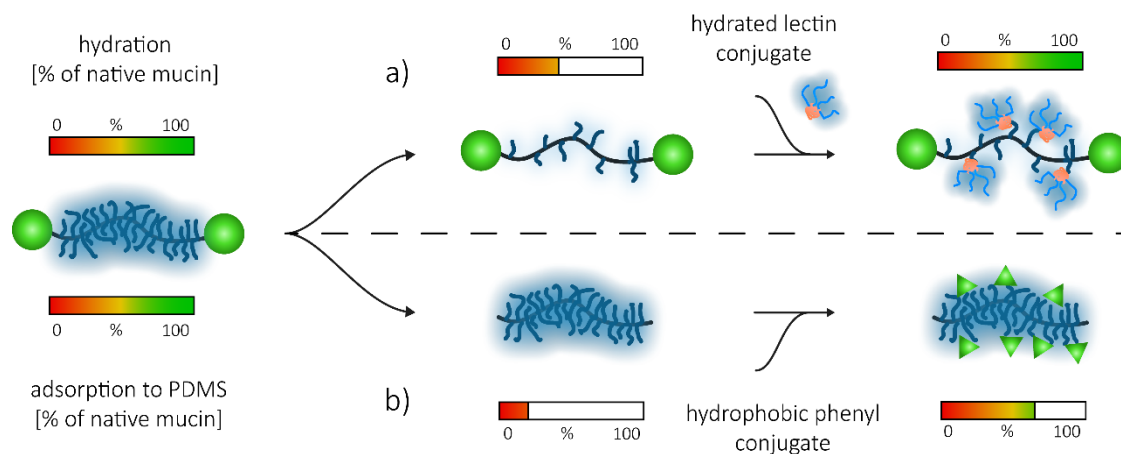 hydration
[% of native mucin]
0 % 100
0 % 100
adsorption to PDMS
[% of native mucin]
a)
0 % 100
hydrated lectin
conjugate
0 % 100
b)
0 % 100
hydrophobic phenyl
conjugate
0 % 100